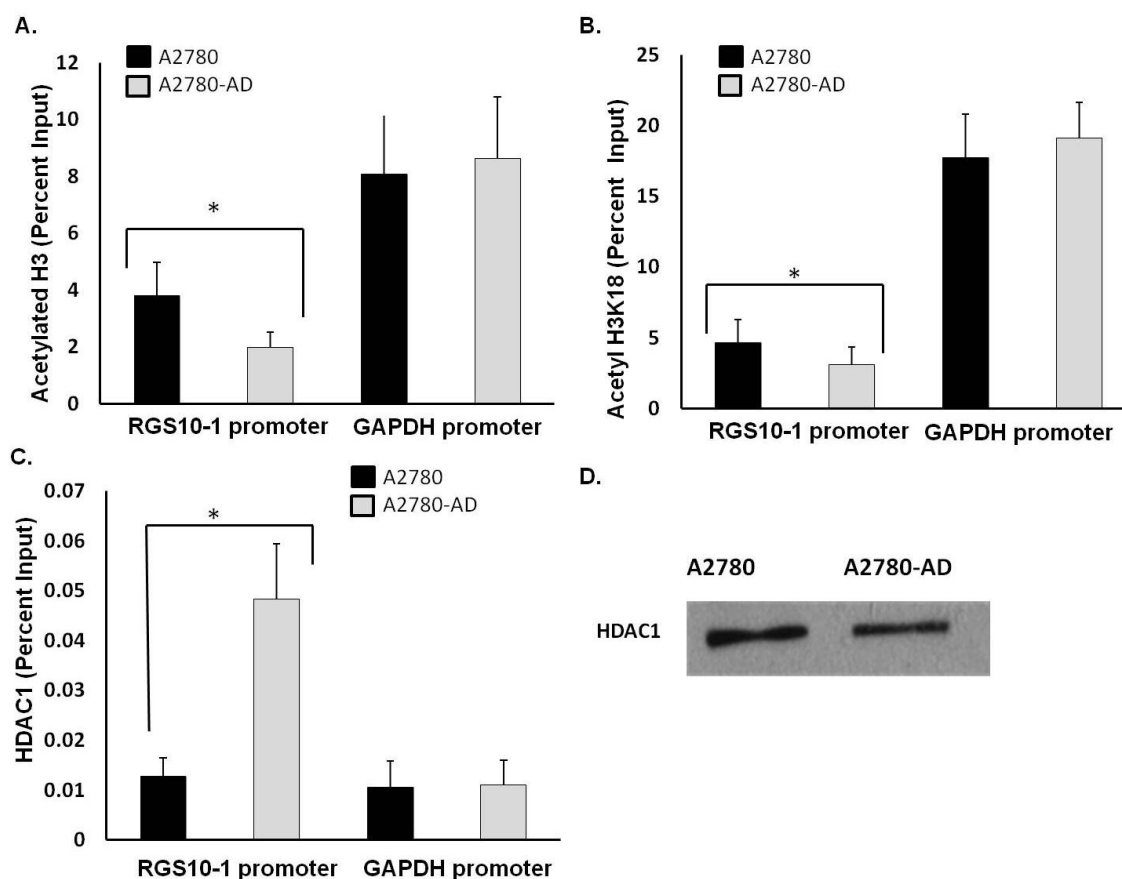 A.
A2780
A2780-AD
Acetylated H3 (Percent Input)
12
10
8
6
4
2
0
*
RGS10-1 promoter
GAPDH promoter
B.
A2780
A2780-AD
Acetyl H3K18 (Percent Input)
25
20
15
10
5
0
*
RGS10-1 promoter
GAPDH promoter
C.
A2780
A2780-AD
HDAC1 (Percent Input)
0.07
0.06
0.05
0.04
0.03
0.02
0.01
0
*
RGS10-1 promoter
GAPDH promoter
D.
A2780 A2780-AD
HDAC1